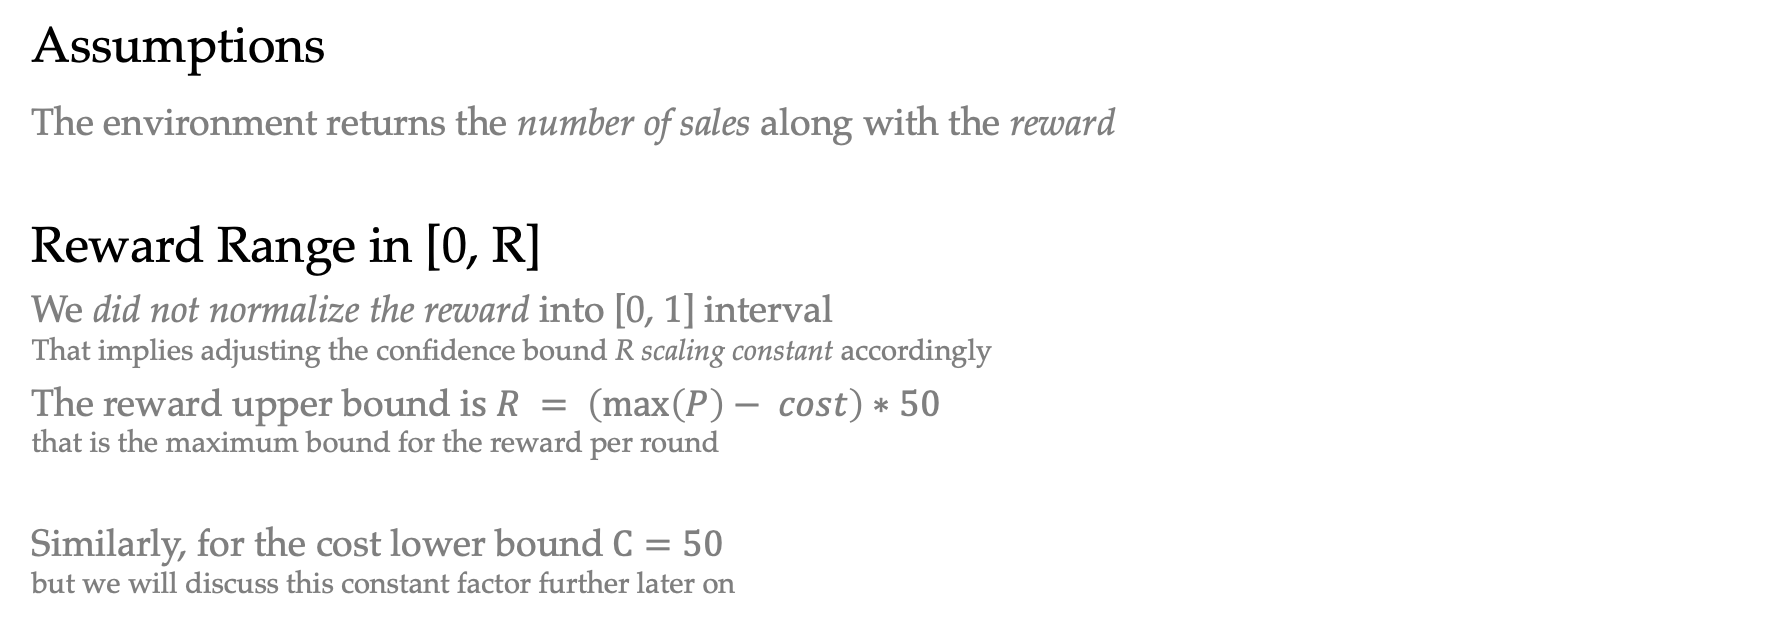 Assumptions
The environment returns the number of sales along with the reward
Reward Range in [0, R]
We did not normalize the reward into [0, 1] interval
That implies adjusting the confidence bound R scaling constant accordingly
The reward upper bound is R = (max(P) − cost) ∗ 50
that is the maximum bound for the reward per round
Similarly, for the cost lower bound C = 50
but we will discuss this constant factor further later on